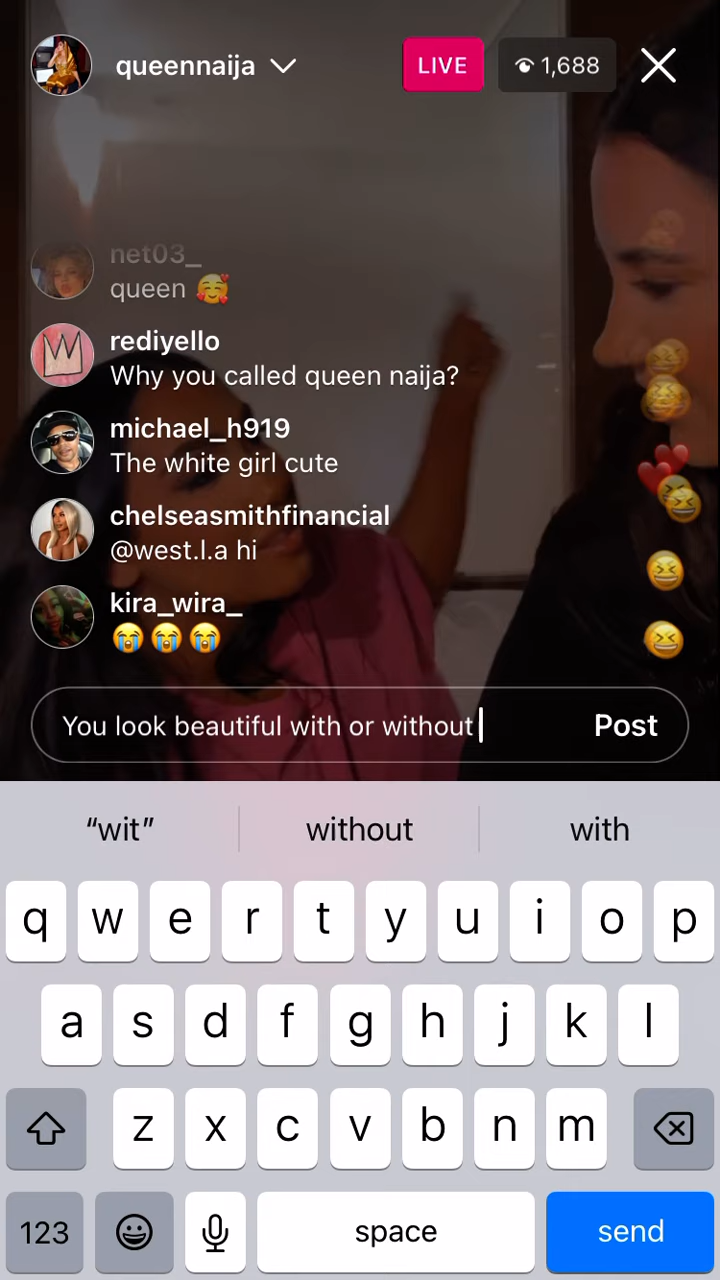 queennaija
LIVE
1,688
net03_
queen 🥰
rediyello
Why you called queen naija?
michael_h919
The white girl cute
chelseasmithfinancial
@west.l.a hi
kira_wira_
😭😭😭
You look beautiful with or without
Post
“wit” without with
q w e r t y u i o p
a s d f g h j k l
z x c v b n m
123 space send